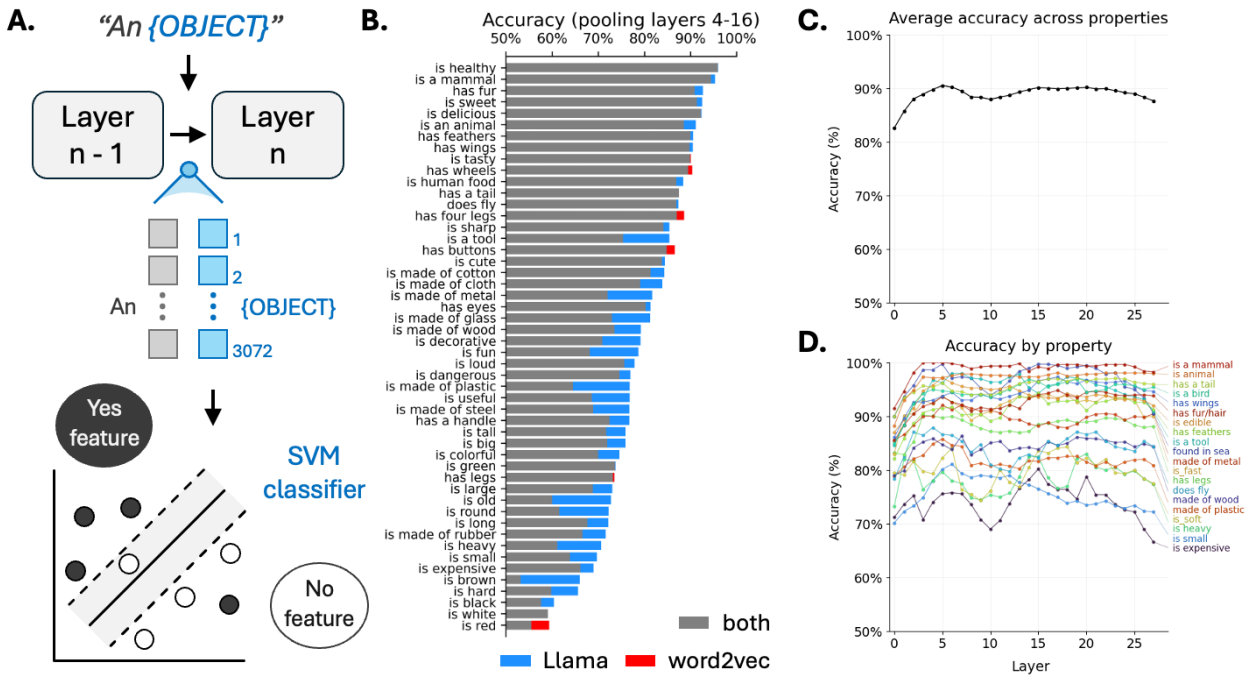 A.
“An {OBJECT}”
Layer
n - 1
Layer
n
1
2
An
{OBJECT}
3072
Yes
feature
SVM
classifier
No
feature
B.
Accuracy (pooling layers 4-16)
50% 60% 70% 80% 90% 100%
is healthy
is a mammal
has fur
is sweet
is delicious
is an animal
has feathers
has wings
is tasty
has wheels
is human food
has a tail
does fly
has four legs
is sharp
is a tool
has buttons
is cute
is made of cotton
is made of cloth
is made of metal
has eyes
is made of glass
is made of wood
is decorative
is fun
is loud
is dangerous
is made of plastic
is useful
is made of steel
has a handle
is tall
is big
is colorful
is green
has legs
is large
is old
is round
is long
is made of rubber
is heavy
is small
is expensive
is brown
is hard
is black
is white
is red
both
Llama word2vec
C.
Average accuracy across properties
100%
90%
80%
70%
60%
50%
Accuracy (%)
0 5 10 15 20 25
D.
Accuracy by property
100%
90%
80%
70%
60%
50%
Accuracy (%)
0 5 10 15 20 25
Layer
is a mammal
is animal
has a tail
is a bird
has wings
has fur/hair
is edible
has feathers
is a tool
found in sea
made of metal
is_fast
has legs
does fly
made of wood
made of plastic
is_soft
is heavy
is small
is expensive